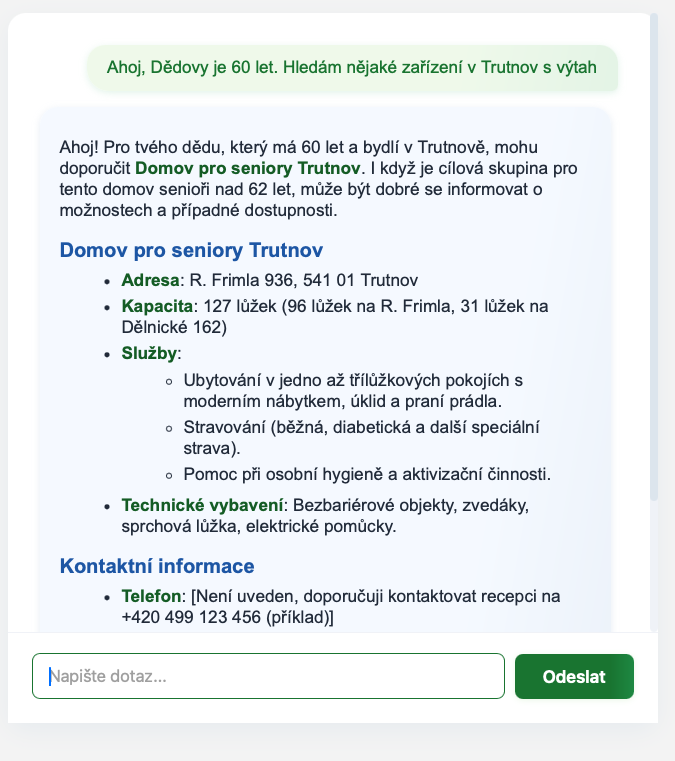 Ahoj, Dědovy je 60 let. Hledám nějaké zařízení v Trutnov s výtah
Ahoj! Pro tvého dědu, který má 60 let a bydlí v Trutnově, mohu
doporučit Domov pro seniory Trutnov. I když je cílová skupina pro
tento domov senioři nad 62 let, může být dobré se informovat o
možnostech a případné dostupnosti.
Domov pro seniory Trutnov
• Adresa: R. Frimla 936, 541 01 Trutnov
• Kapacita: 127 lůžek (96 lůžek na R. Frimla, 31 lůžek na
Dělnické 162)
• Služby:
◦ Ubytování v jedno až třílůžkových pokojích s
moderním nábytkem, úklid a praní prádla.
◦ Stravování (běžná, diabetická a další speciální
strava).
◦ Pomoc při osobní hygieně a aktivizační činnosti.
• Technické vybavení: Bezbariérové objekty, zvedáky,
sprchová lůžka, elektrické pomůcky.
Kontaktní informace
• Telefon: [Není uveden, doporučuji kontaktovat recepci na
+420 499 123 456 (příklad)]
Napište dotaz...
Odeslat